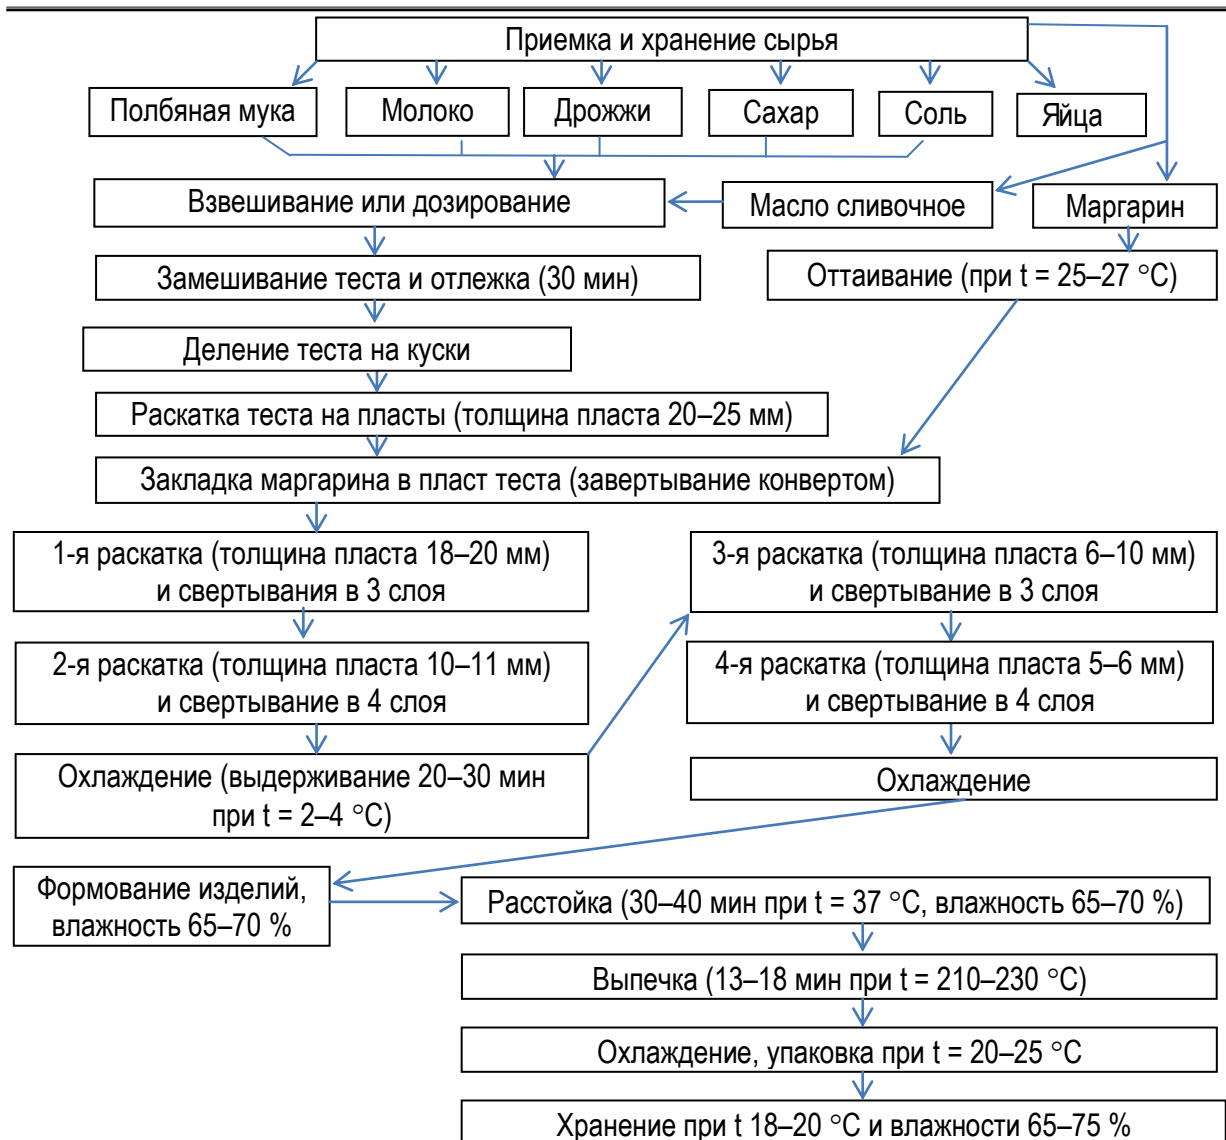 Приемка и хранение сырья
Полбяная мука
Молоко
Дрожжи
Сахар
Соль
Яйца
Взвешивание или дозирование
Масло сливочное
Маргарин
Замешивание теста и отлежка (30 мин)
Оттаивание (при t = 25–27 °C)
Деление теста на куски
Раскатка теста на пласты (толщина пласта 20–25 мм)
Закладка маргарина в пласт теста (завертывание конвертом)
1-я раскатка (толщина пласта 18–20 мм)
и свертывания в 3 слоя
3-я раскатка (толщина пласта 6–10 мм)
и свертывание в 3 слоя
2-я раскатка (толщина пласта 10–11 мм)
и свертывание в 4 слоя
4-я раскатка (толщина пласта 5–6 мм)
и свертывание в 4 слоя
Охлаждение (выдерживание 20–30 мин
при t = 2–4 °C)
Охлаждение
Формование изделий,
влажность 65–70 %
Расстойка (30–40 мин при t = 37 °C, влажность 65–70 %)
Выпечка (13–18 мин при t = 210–230 °C)
Охлаждение, упаковка при t = 20–25 °C
Хранение при t 18–20 °C и влажности 65–75 %